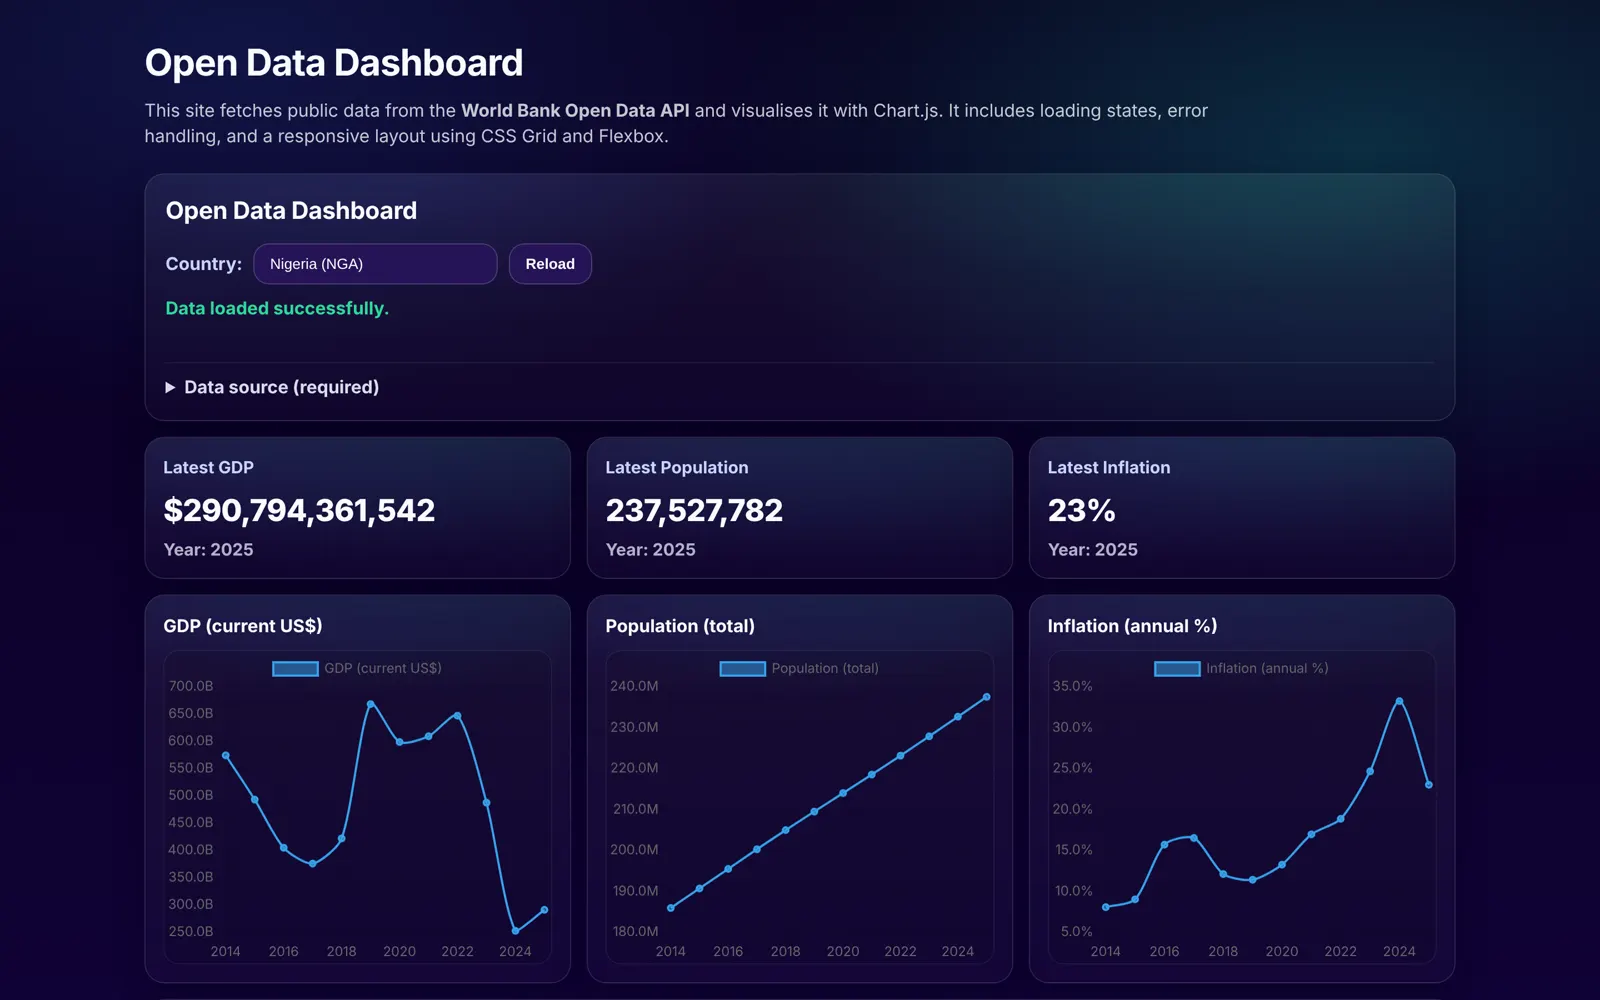 Open Data Dashboard
This site fetches public data from the World Bank Open Data API and visualises it with Chart.js. It includes loading states, error
handling, and a responsive layout using CSS Grid and Flexbox.
Open Data Dashboard
Country: Nigeria (NGA) Reload
Data loaded successfully.
▶ Data source (required)
Latest GDP
$290,794,361,542
Year: 2025
Latest Population
237,527,782
Year: 2025
Latest Inflation
23%
Year: 2025
GDP (current US$)
GDP (current US$)
700.0B
650.0B
600.0B
550.0B
500.0B
450.0B
400.0B
350.0B
300.0B
250.0B
2014 2016 2018 2020 2022 2024
Population (total)
Population (total)
240.0M
230.0M
220.0M
210.0M
200.0M
190.0M
180.0M
2014 2016 2018 2020 2022 2024
Inflation (annual %)
Inflation (annual %)
35.0%
30.0%
25.0%
20.0%
15.0%
10.0%
5.0%
2014 2016 2018 2020 2022 2024